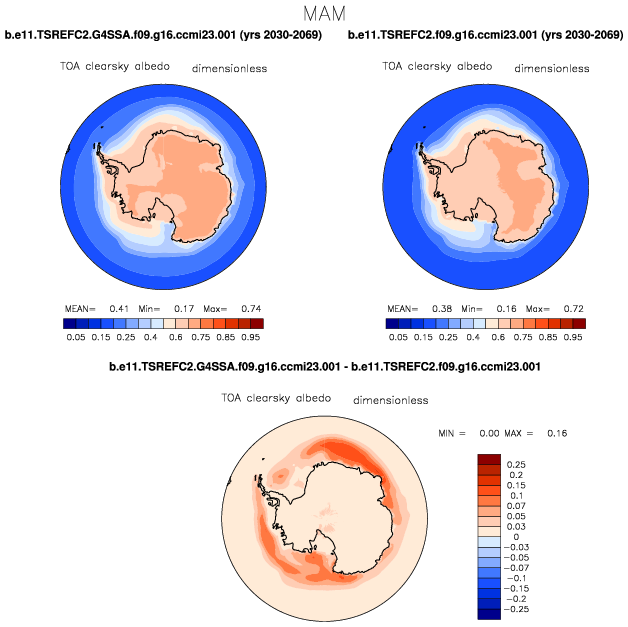 MAM
b.e11.TSREFC2.G4SSA.f09.g16.ccmi23.001 (yrs 2030-2069) b.e11.TSREFC2.f09.g16.ccmi23.001 (yrs 2030-2069)
TOA clearsky albedo dimensionless TOA clearsky albedo dimensionless
MEAN= 0.41 Min= 0.17 Max= 0.74 MEAN= 0.38 Min= 0.16 Max= 0.72
0.05 0.15 0.25 0.4 0.6 0.75 0.85 0.95 0.05 0.15 0.25 0.4 0.6 0.75 0.85 0.95
b.e11.TSREFC2.G4SSA.f09.g16.ccmi23.001 - b.e11.TSREFC2.f09.g16.ccmi23.001
TOA clearsky albedo dimensionless
MIN = 0.00 MAX = 0.16
0.25
0.2
0.15
0.1
0.07
0.05
0.03
0
-0.03
-0.05
-0.07
-0.1
-0.15
-0.2
-0.25